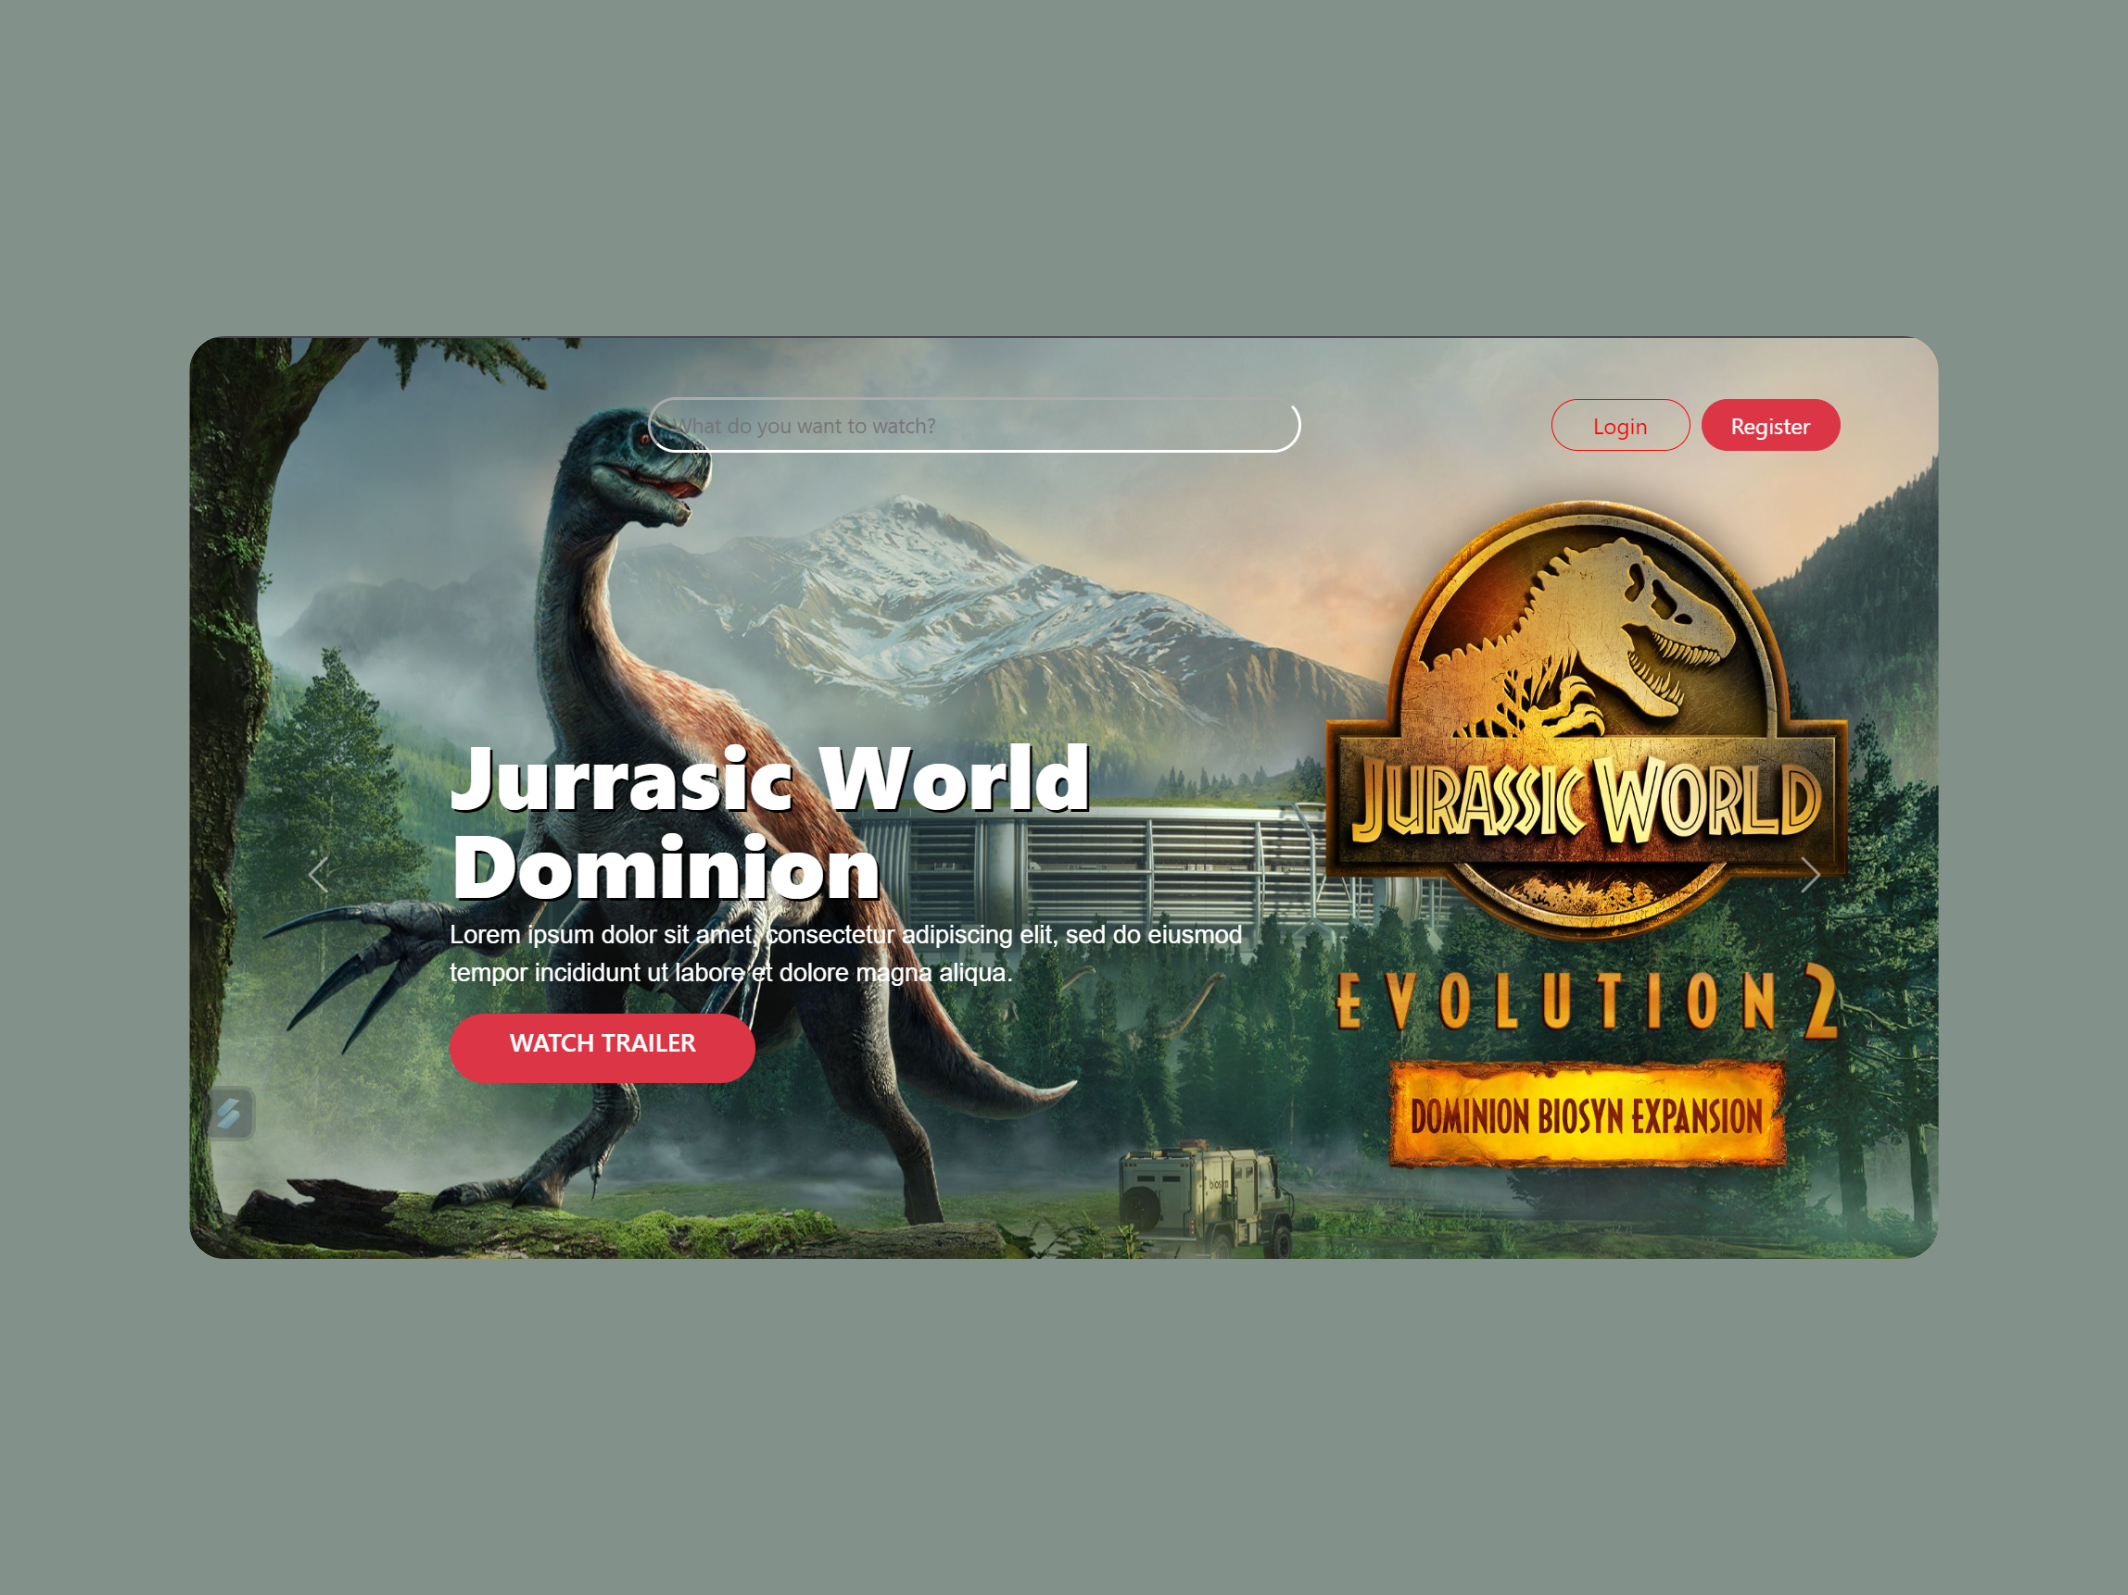 What do you want to watch?
Login
Register
Jurrasic World
Dominion
Lorem ipsum dolor sit amet, consectetur adipiscing elit, sed do eiusmod
tempor incididunt ut labore et dolore magna aliqua.
WATCH TRAILER
JURASSIC WORLD
EVOLUTION 2
DOMINION BIOSYN EXPANSION
biosyn